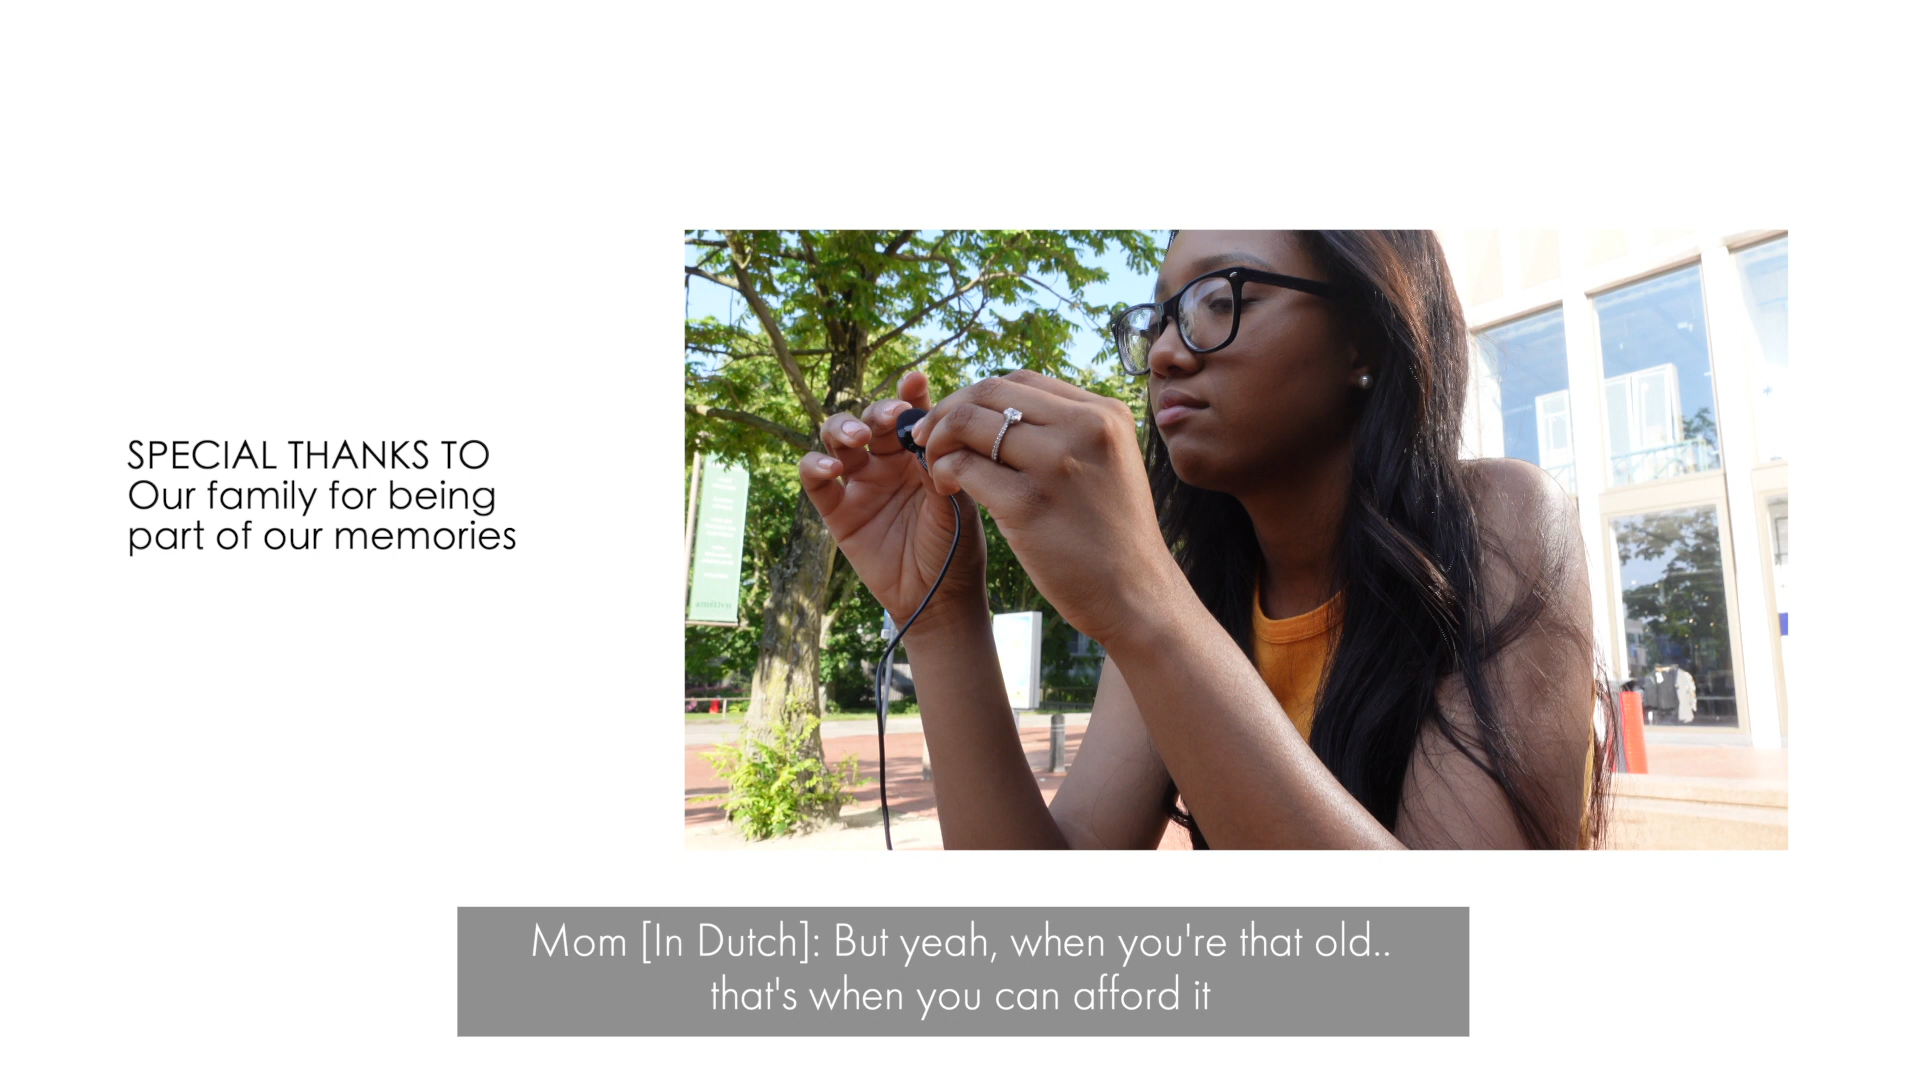 SPECIAL THANKS TO
Our family for being
part of our memories
Mom [In Dutch]: But yeah, when you're that old..
that's when you can afford it